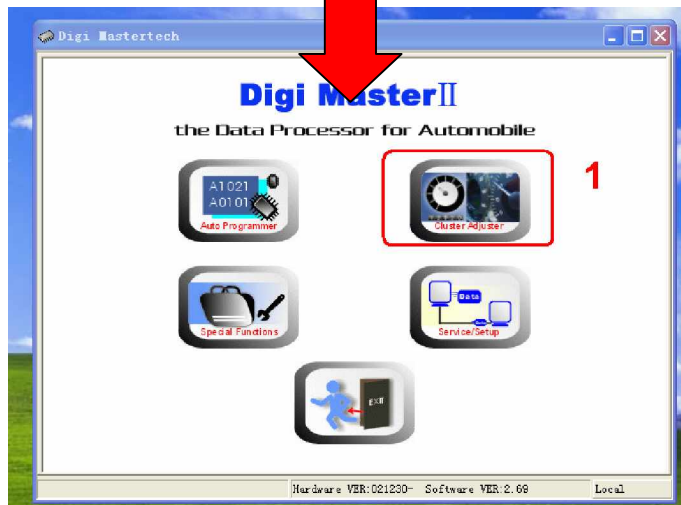 Digi Mastertech
Digi MasterⅡ
the Data Processor for Automobile
A1021
A0101
Auto Programmer
Cluster Adjuster
1
Special Functions
Data
Service/Setup
EXIT
Hardware VER:021230- Software VER:2.69 Local